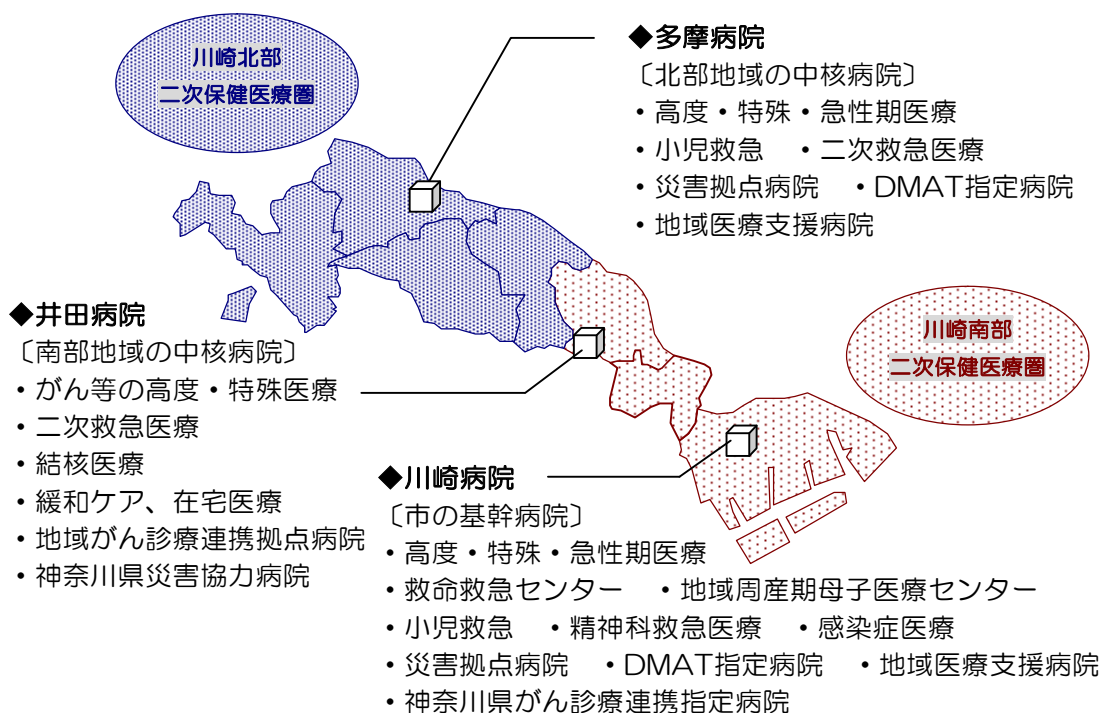 川崎北部
二次保健医療圏
◆多摩病院
〔北部地域の中核病院〕
・高度・特殊・急性期医療
・小児救急　・二次救急医療
・災害拠点病院　・DMAT指定病院
・地域医療支援病院
◆井田病院
〔南部地域の中核病院〕
・がん等の高度・特殊医療
・二次救急医療
・結核医療
・緩和ケア、在宅医療
・地域がん診療連携拠点病院
・神奈川県災害協力病院
川崎南部
二次保健医療圏
◆川崎病院
〔市の基幹病院〕
・高度・特殊・急性期医療
・救命救急センター　・地域周産期母子医療センター
・小児救急　・精神科救急医療　・感染症医療
・災害拠点病院　・DMAT指定病院　・地域医療支援病院
・神奈川県がん診療連携指定病院